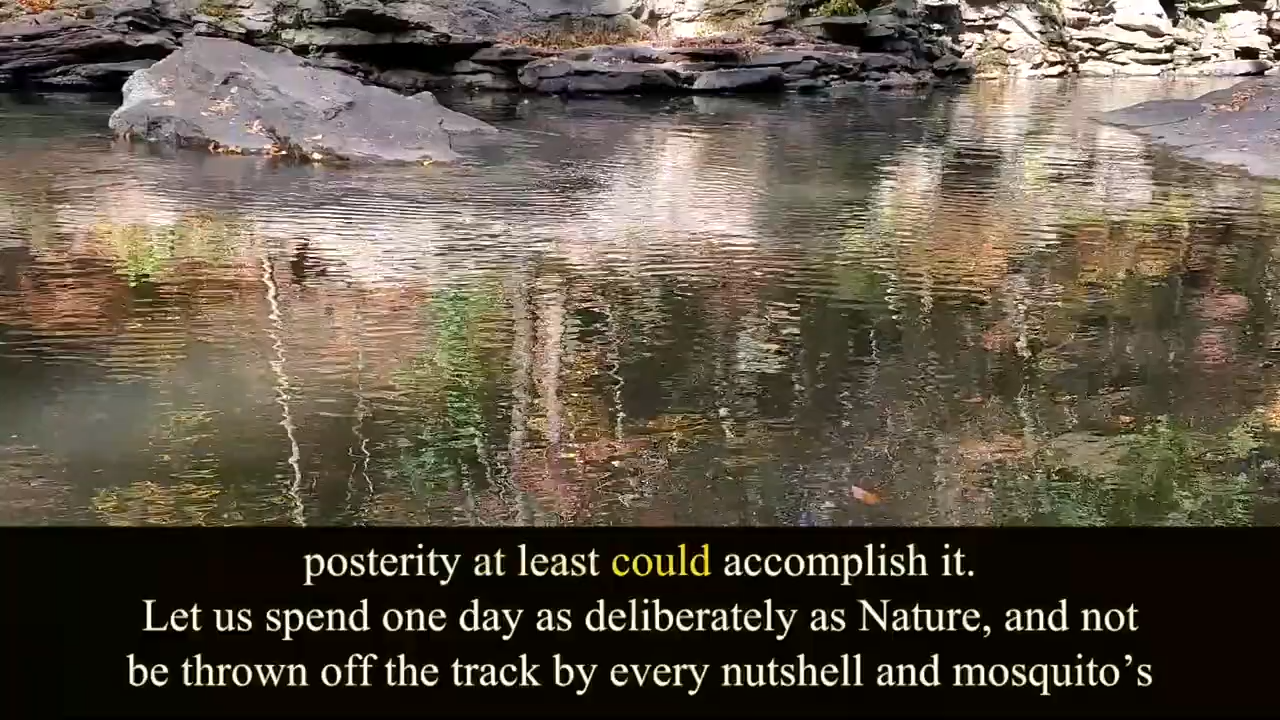 posterity at least could accomplish it.
Let us spend one day as deliberately as Nature, and not
be thrown off the track by every nutshell and mosquito’s